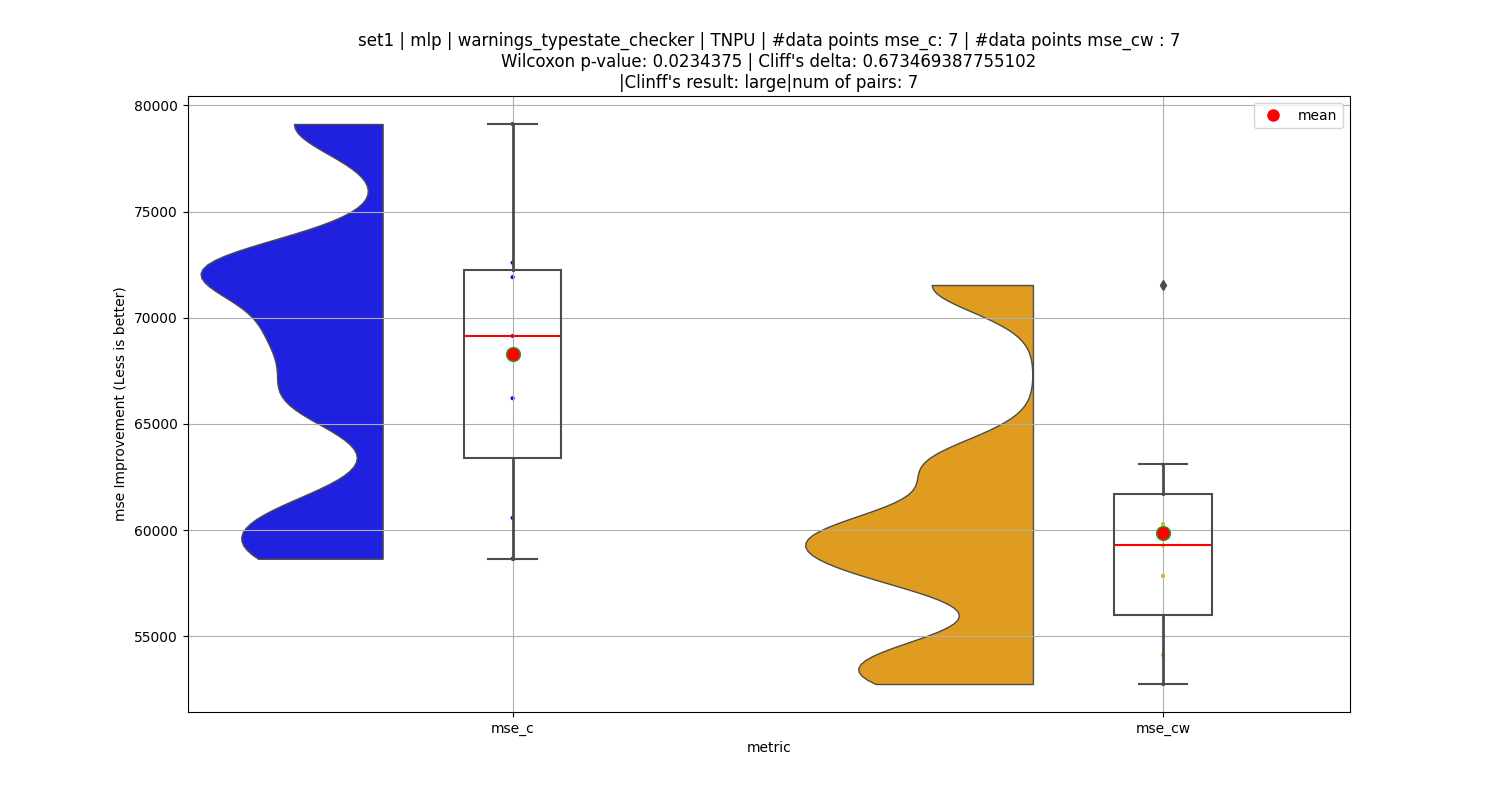 set1 | mlp | warnings_typestate_checker | TNPU | #data points mse_c: 7 | #data points mse_cw : 7
Wilcoxon p-value: 0.0234375 | Cliff's delta: 0.673469387755102
|Clinff's result: large|num of pairs: 7
mean
80000
75000
70000
65000
60000
55000
mse Improvement (Less is better)
mse_c
mse_cw
metric